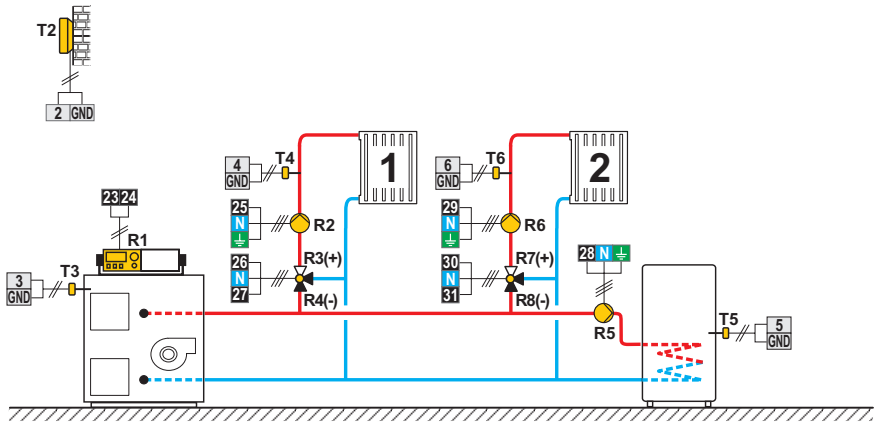 T2
2 GND
4
GND
T4
1
6
GND
T6
2
23 24
R1
25
N
R2
29
N
R6
3
GND
T3
26
N
27
R3(+)
R4(-)
30
N
31
R7(+)
R8(-)
28 N
R5
T5
5
GND